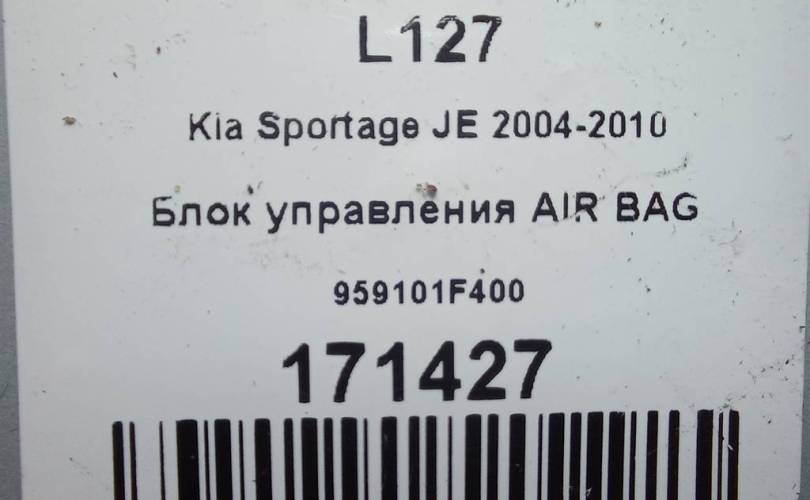 L127
Kia Sportage JE 2004-2010
Блок управления AIR BAG
959101F400
171427